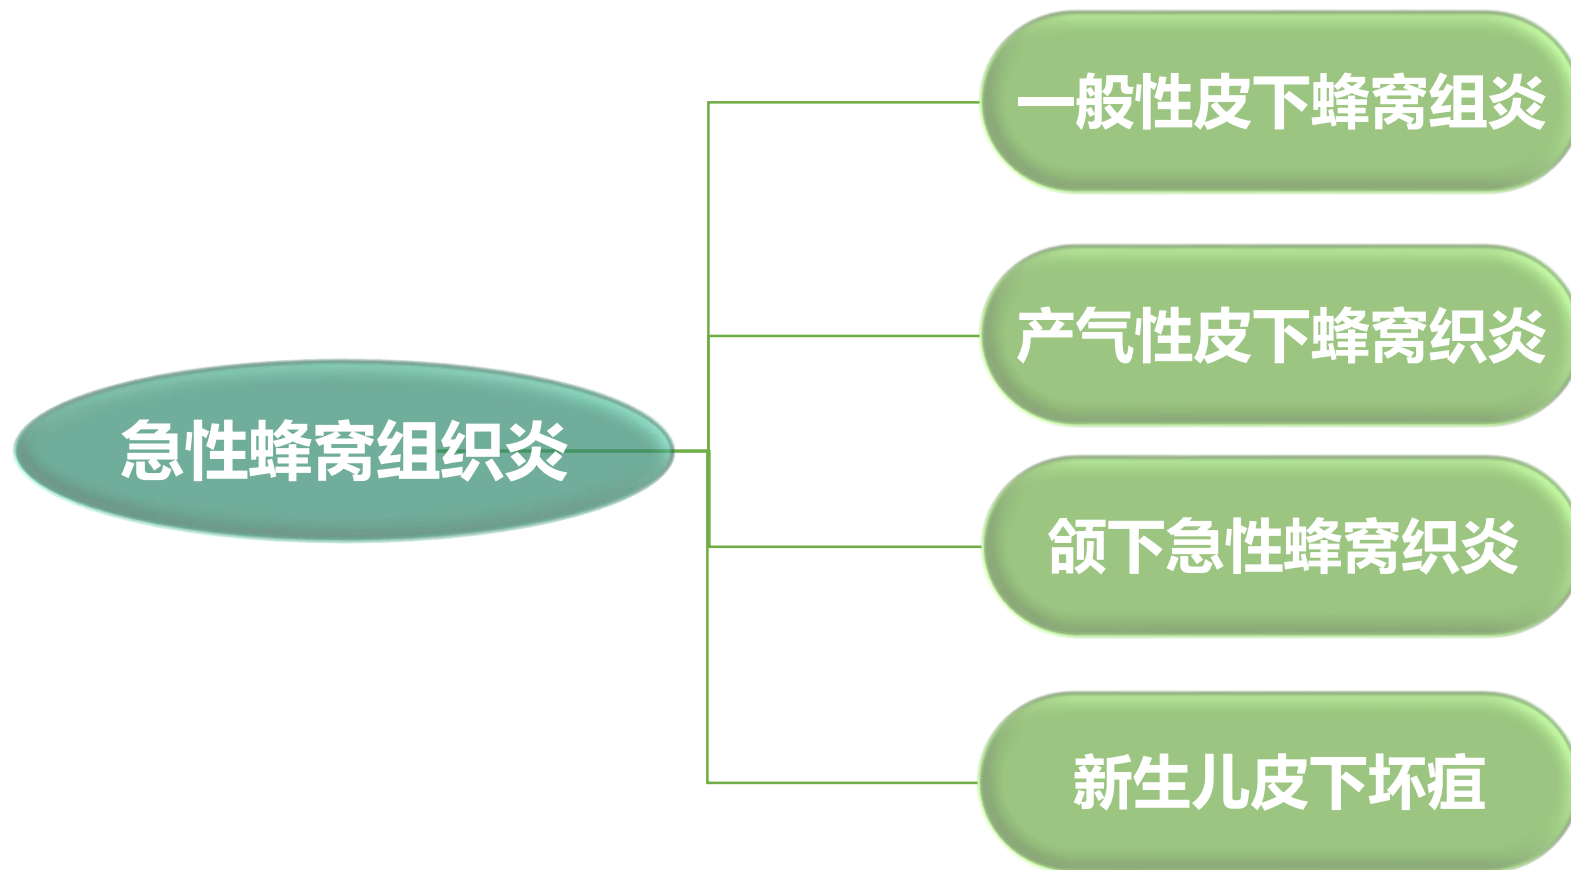 一般性皮下蜂窝组炎
产气性皮下蜂窝织炎
急性蜂窝组织炎
颌下急性蜂窝织炎
新生儿皮下坏疽